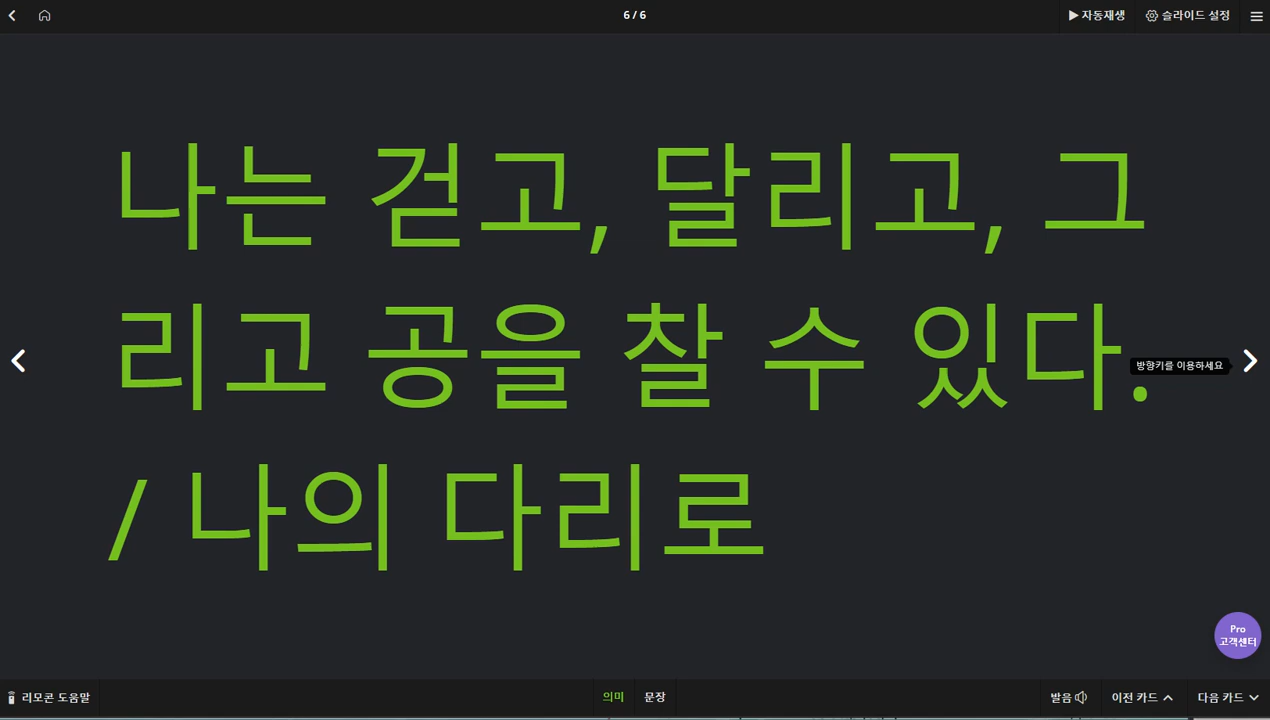 6 / 6
자동재생
슬라이드 설정
나는 걷고, 달리고, 그
리고 공을 찰 수 있다.
방향키를 이용하세요
/ 나의 다리로
Pro
고객센터
리모콘 도움말
의미
문장
발음
이전 카드
다음 카드